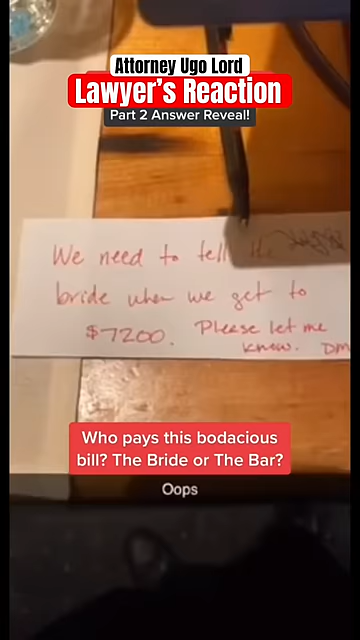 Attorney Ugo Lord
Lawyer's Reaction
Part 2 Answer Reveal!
We need to tell the
bride when we get to
$7200. Please let me
know. DM
Who pays this bodacious
bill? The Bride or The Bar?
Oops